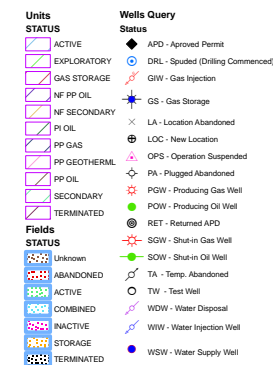 Units
STATUS
ACTIVE
EXPLORATORY
GAS STORAGE
NF PP OIL
NF SECONDARY
PI OIL
PP GAS
PP GEOTHERML
PP OIL
SECONDARY
TERMINATED
Fields
STATUS
Unknown
ABANDONED
ACTIVE
COMBINED
INACTIVE
STORAGE
TERMINATED
Wells Query
Status
APD - Aproved Permit
DRL - Spuded (Drilling Commenced)
GIW - Gas Injection
GS - Gas Storage
LA - Location Abandoned
LOC - New Location
OPS - Operation Suspended
PA - Plugged Abandoned
PGW - Producing Gas Well
POW - Producing Oil Well
RET - Returned APD
SGW - Shut-in Gas Well
SOW - Shut-in Oil Well
TA - Temp. Abandoned
TW - Test Well
WDW - Water Disposal
WIW - Water Injection Well
WSW - Water Supply Well